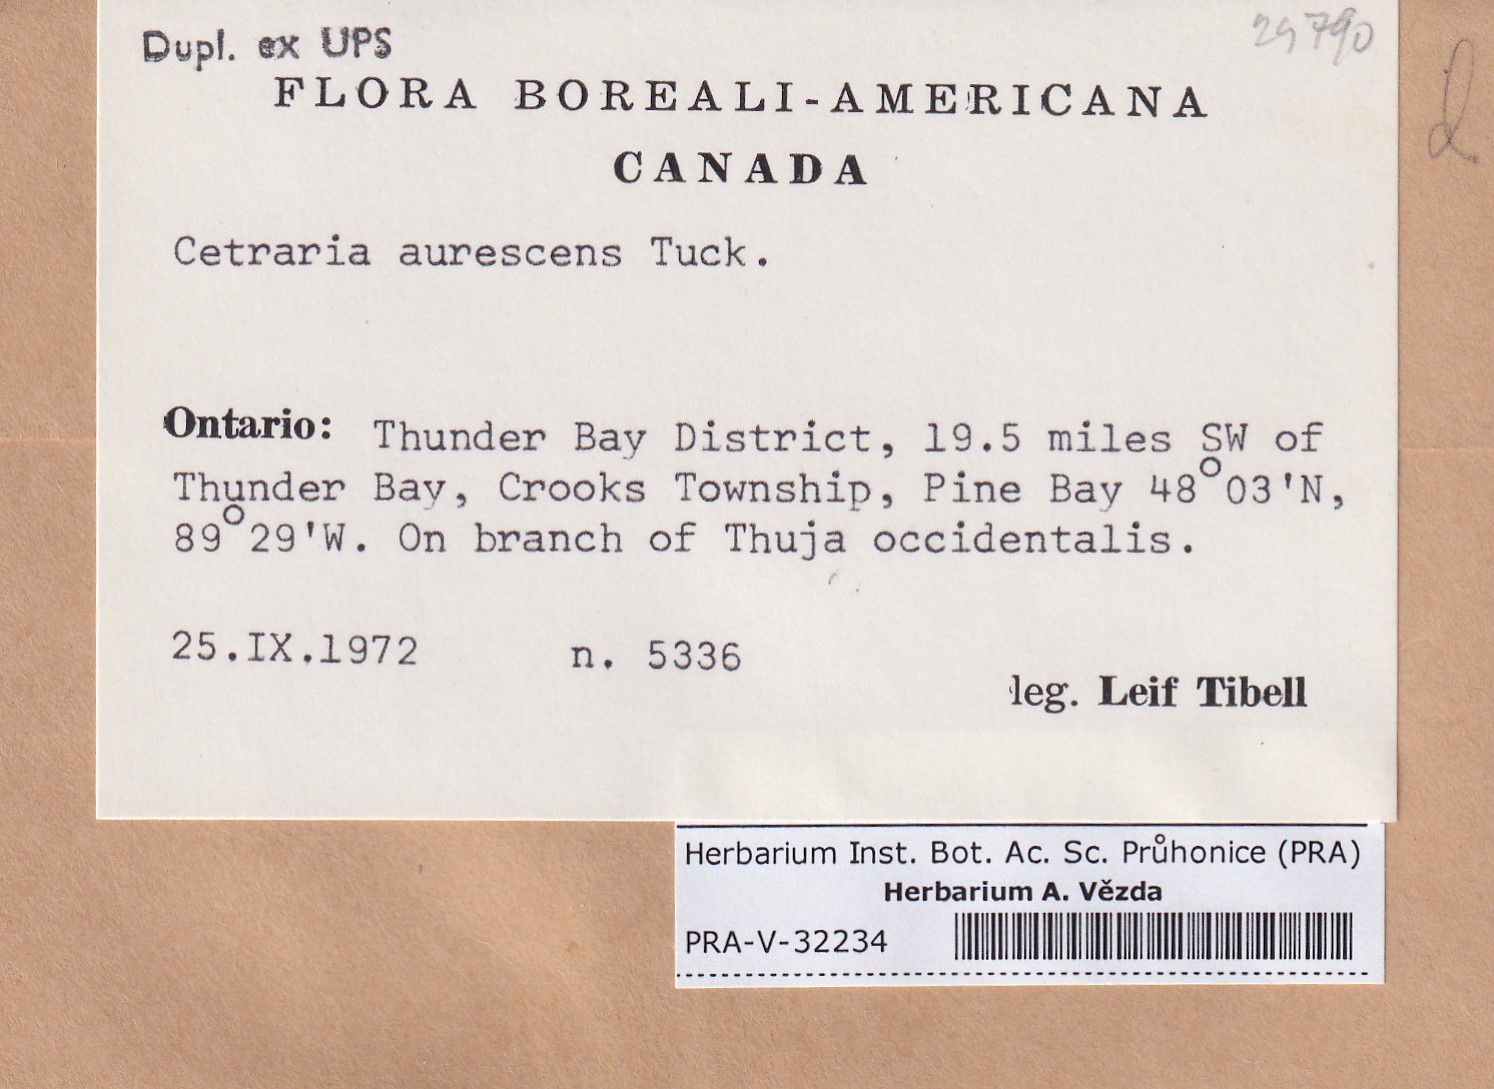 Dupl. ex UPS
29790
FLORA BOREALI-AMERICANA
CANADA
Cetraria aurescens Tuck.
Ontario: Thunder Bay District, 19.5 miles SW of
Thunder Bay, Crooks Township, Pine Bay 48°03'N,
89°29'W. On branch of Thuja occidentalis.
25.IX.1972 n. 5336
leg. Leif Tibell
Herbarium Inst. Bot. Ac. Sc. Průhonice (PRA)
Herbarium A. Vězda
PRA-V-32234